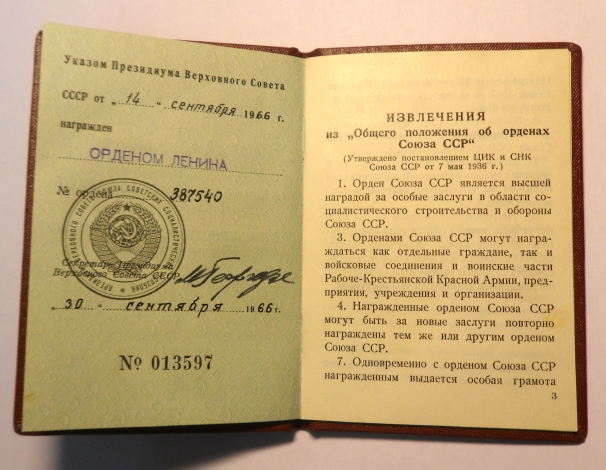 Указом Президиума Верховного Совета
СССР от „ 14 “ сентября 1966 г.
награжден
ОРДЕНОМ ЛЕНИНА
№ ордена 387540
Секретарь Президиума
Верховного Совета СССР
„ 30 “ сентября 1966 г.
№ 013597
ИЗВЛЕЧЕНИЯ
из „Общего положения об орденах
Союза ССР“
(Утверждено постановлением ЦИК и СНК
Союза ССР от 7 мая 1936 г.)
1. Орден Союза ССР является высшей
наградой за особые заслуги в области со-
циалистического строительства и обороны
Союза ССР.
3. Орденами Союза ССР могут награ-
ждаться как отдельные граждане, так и
войсковые соединения и воинские части
Рабоче-Крестьянской Красной Армии, пред-
приятия, учреждения и организации.
4. Награжденные орденом Союза ССР
могут быть за новые заслуги повторно
награждены тем же или другим орденом
Союза ССР.
7. Одновременно с орденом Союза ССР
награжденным выдается особая грамота
3